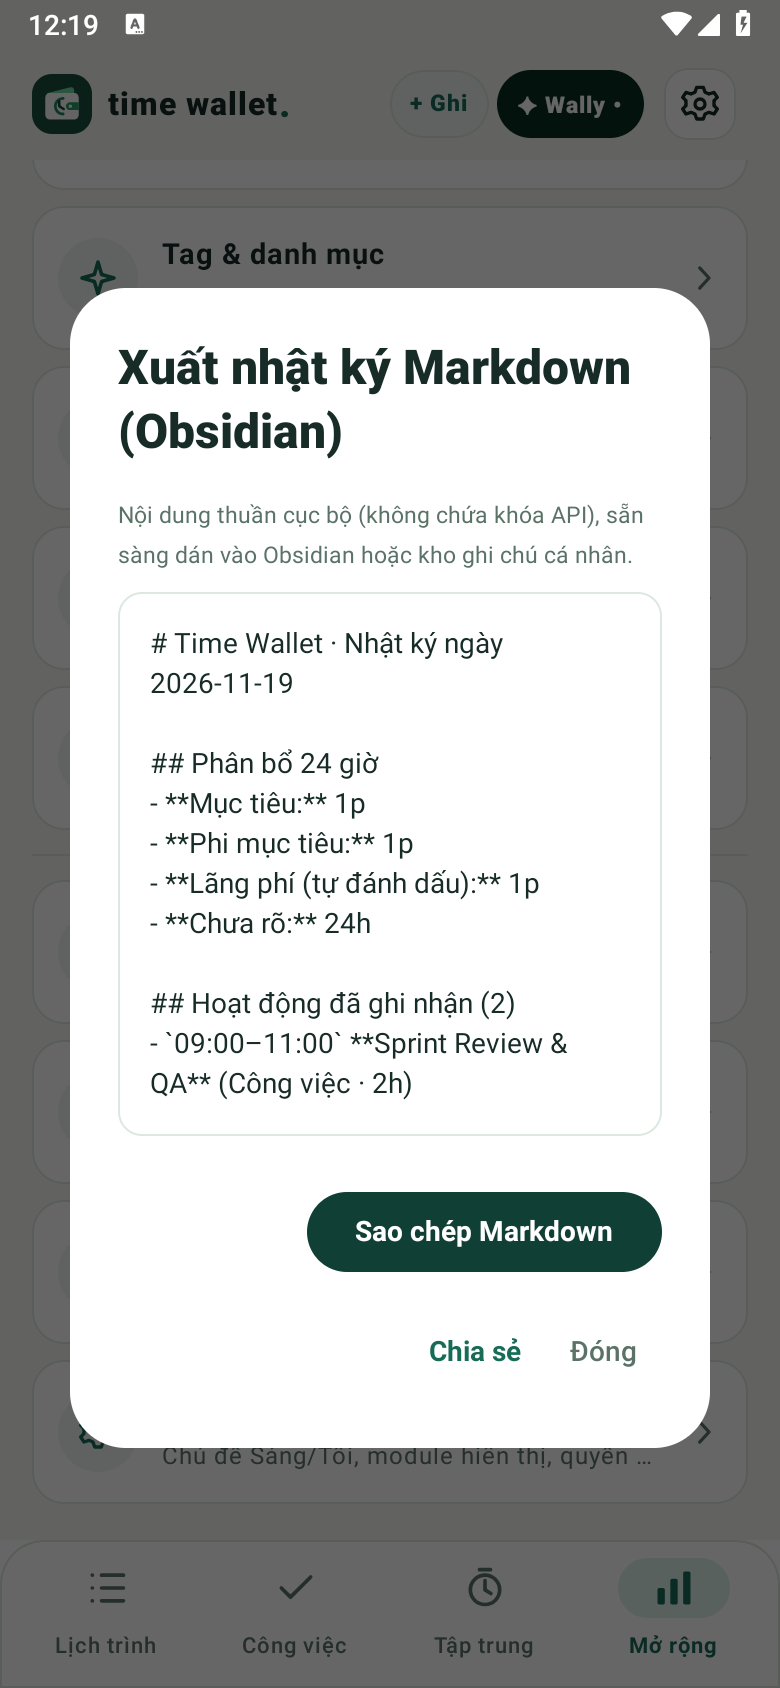 12:19
A
time wallet.
+ Ghi
Wally
Tag & danh mục
Xuất nhật ký Markdown
(Obsidian)
Nội dung thuần cục bộ (không chứa khóa API), sẵn
sàng dán vào Obsidian hoặc kho ghi chú cá nhân.
# Time Wallet · Nhật ký ngày
2026-11-19
## Phân bổ 24 giờ
- **Mục tiêu:** 1p
- **Phi mục tiêu:** 1p
- **Lãng phí (tự đánh dấu):** 1p
- **Chưa rõ:** 24h
## Hoạt động đã ghi nhận (2)
- `09:00–11:00` **Sprint Review &
QA** (Công việc · 2h)
Sao chép Markdown
Chia sẻ
Đóng
Chủ đề Sáng/Tối, module hiển thị, quyền ...
Lịch trình
Công việc
Tập trung
Mở rộng